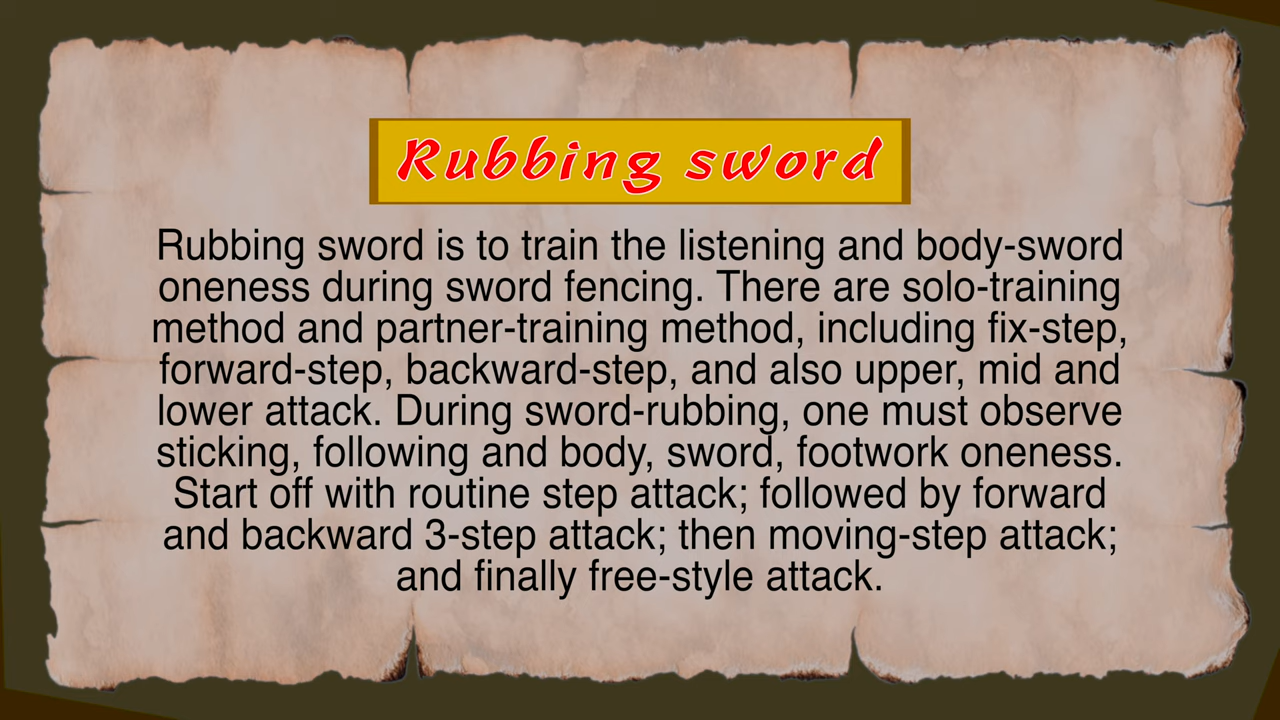 Rubbing sword
Rubbing sword is to train the listening and body-sword
oneness during sword fencing. There are solo-training
method and partner-training method, including fix-step,
forward-step, backward-step, and also upper, mid and
lower attack. During sword-rubbing, one must observe
sticking, following and body, sword, footwork oneness.
Start off with routine step attack; followed by forward
and backward 3-step attack; then moving-step attack;
and finally free-style attack.